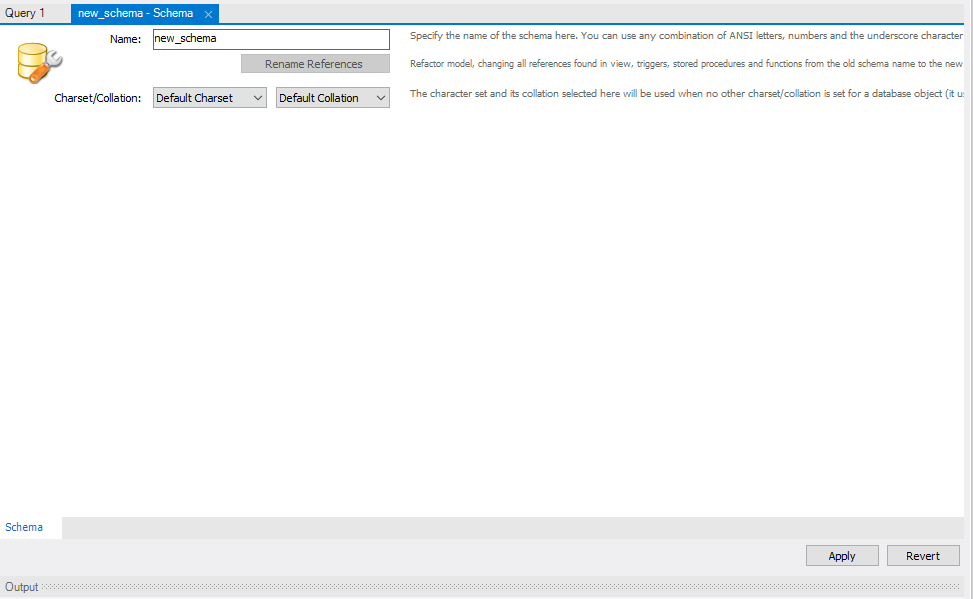 Query 1 new_schema - Schema ×
Name: new_schema Specify the name of the schema here. You can use any combination of ANSI letters, numbers and the underscore character
Rename References Refactor model, changing all references found in view, triggers, stored procedures and functions from the old schema name to the new
Charset/Collation: Default Charset Default Collation The character set and its collation selected here will be used when no other charset/collation is set for a database object (it
Schema
Apply Revert
Output